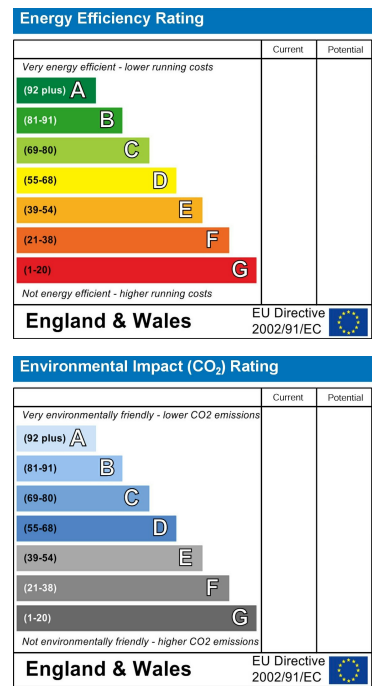 Energy Efficiency Rating
Current Potential
Very energy efficient - lower running costs
(92 plus) A
(81-91) B
(69-80) C
(55-68) D
(39-54) E
(21-38) F
(1-20) G
Not energy efficient - higher running costs
England & Wales
EU Directive
2002/91/EC
Environmental Impact (CO₂) Rating
Current Potential
Very environmentally friendly - lower CO2 emissions
(92 plus) A
(81-91) B
(69-80) C
(55-68) D
(39-54) E
(21-38) F
(1-20) G
Not environmentally friendly - higher CO2 emissions
England & Wales
EU Directive
2002/91/EC